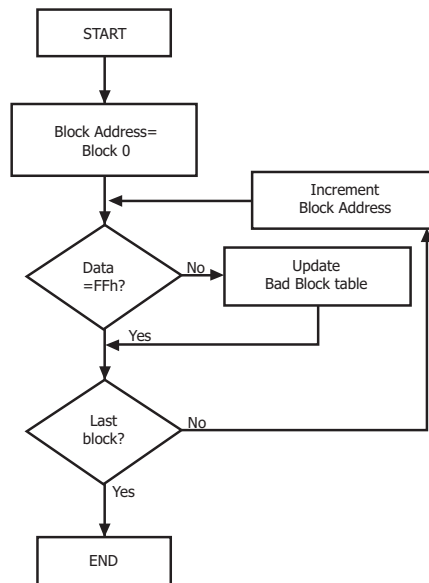 START
Block Address=
Block 0
Increment
Block Address
Data
=FFh?
No
Update
Bad Block table
Yes
Last
block?
No
Yes
END